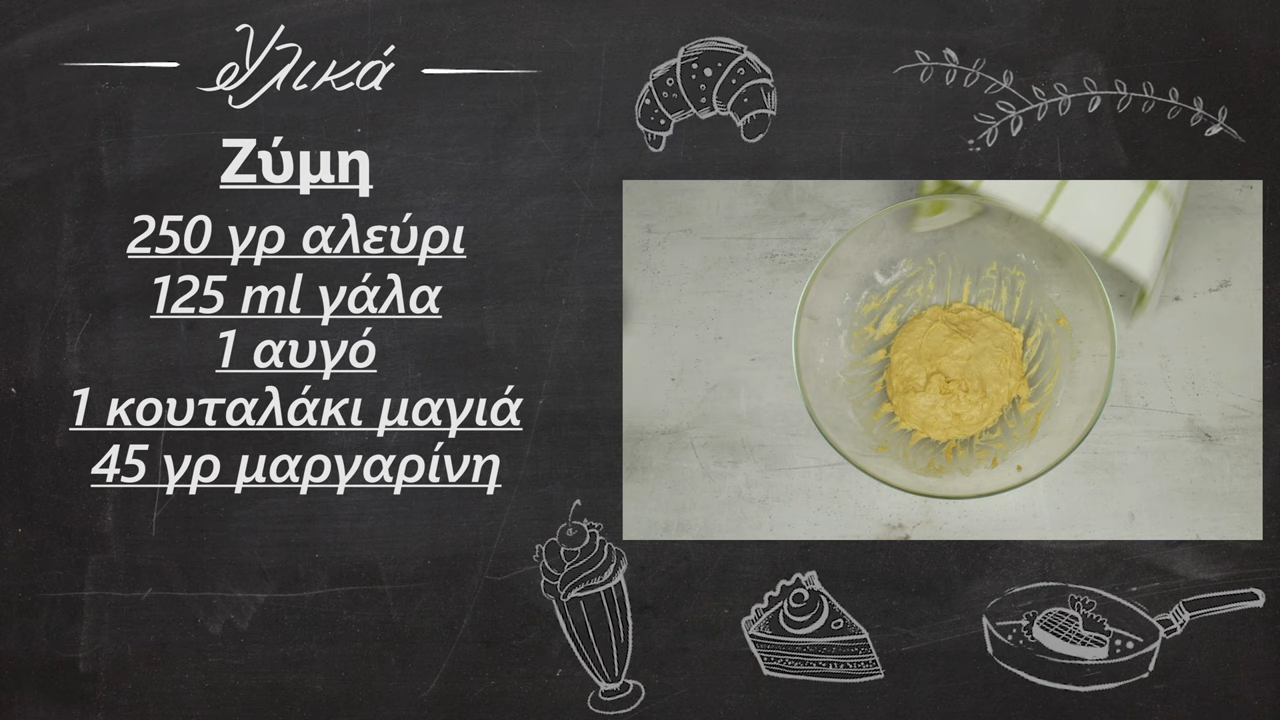 Υλικά
Ζύμη
250 γρ αλεύρι
125 ml γάλα
1 αυγό
1 κουταλάκι μαγιά
45 γρ μαργαρίνη